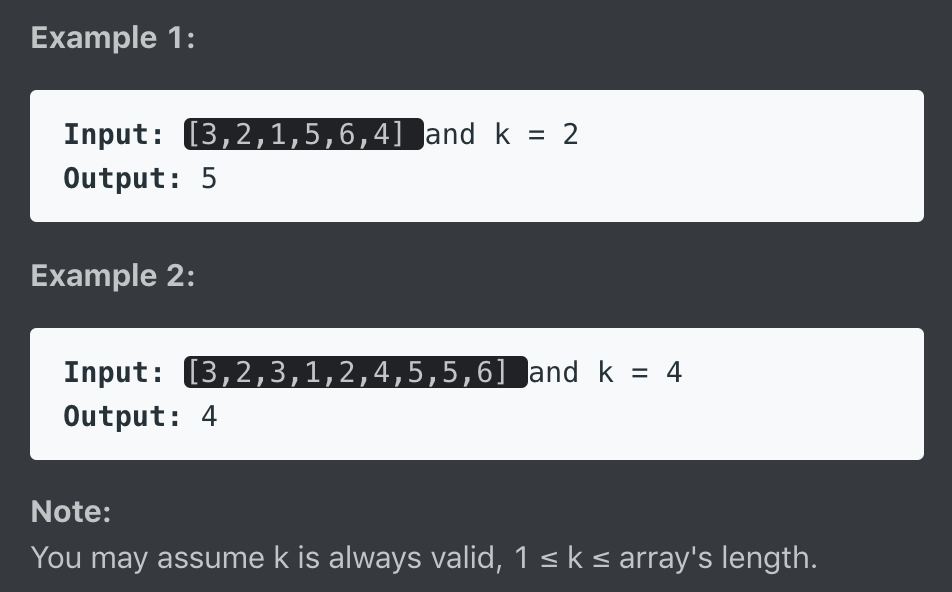 Example 1:
Input: [3,2,1,5,6,4] and k = 2
Output: 5
Example 2:
Input: [3,2,3,1,2,4,5,5,6] and k = 4
Output: 4
Note:
You may assume k is always valid, 1 ≤ k ≤ array's length.